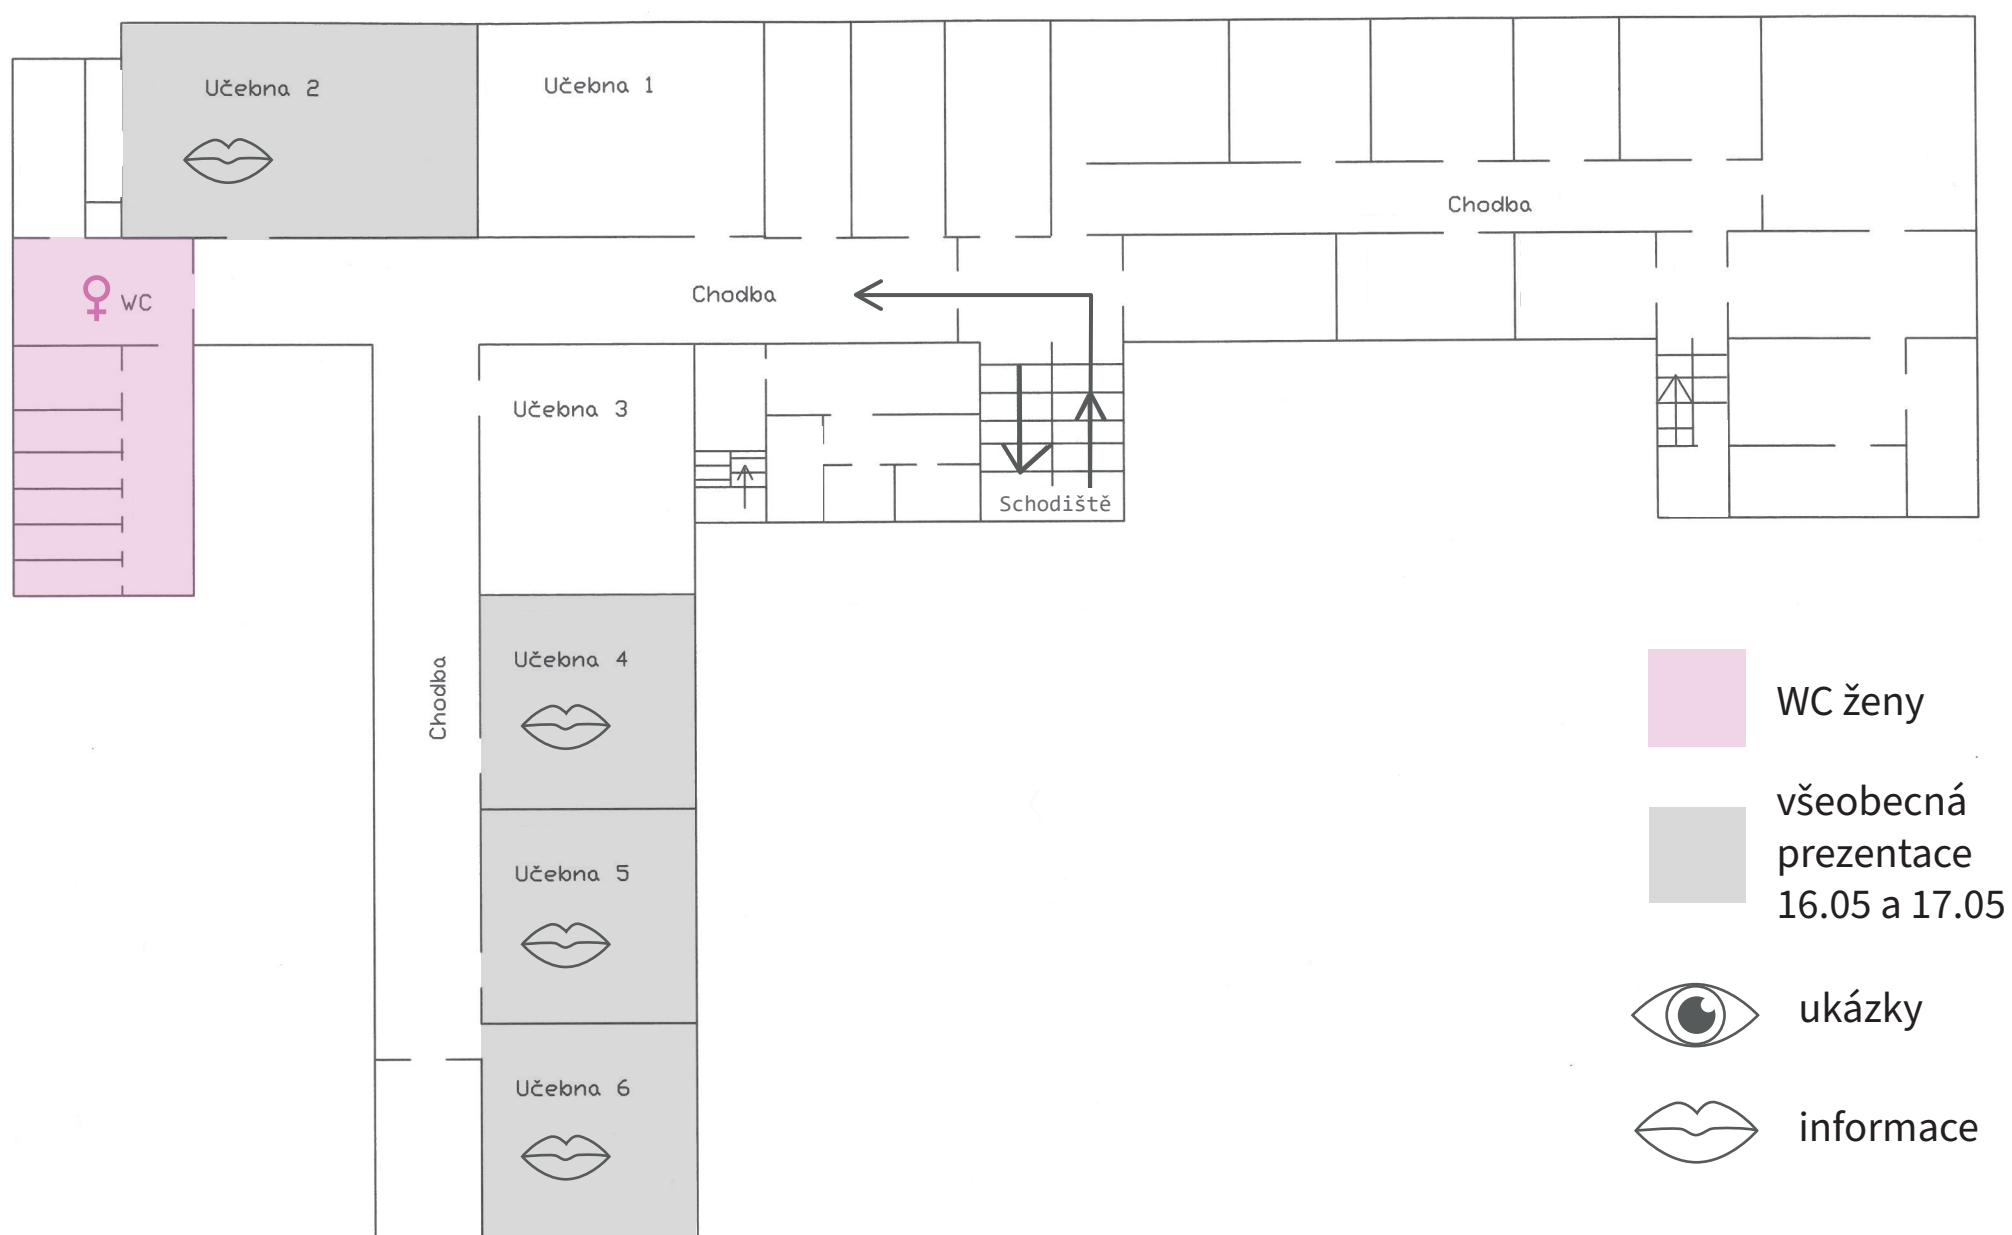 Učebna 2
Učebna 1
Chodba
WC
Chodba
Učebna 3
Schodiště
Učebna 4
Chodba
Učebna 5
Učebna 6
WC ženy
všeobecná
prezentace
16.05 a 17.05
ukázky
informace